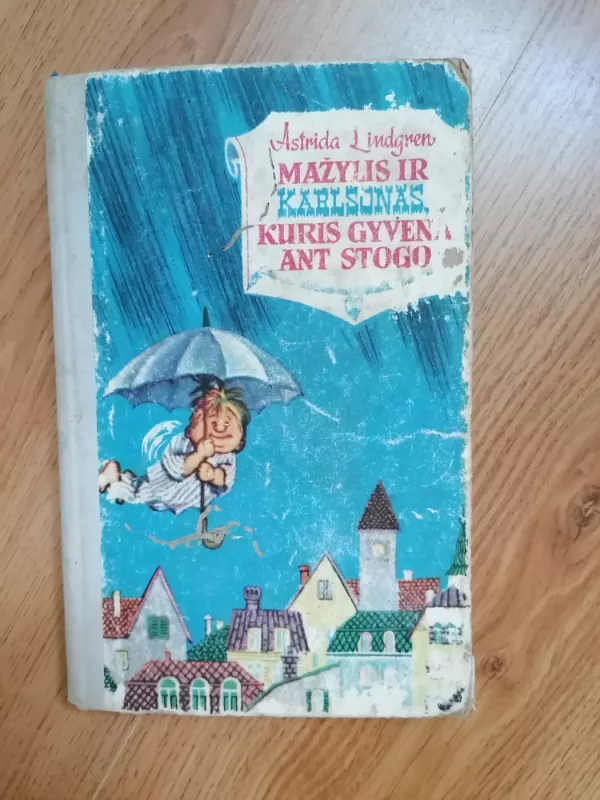 Astrida Lindgren
MAŽYLIS IR
KARLSONAS,
KURIS GYVENA
ANT STOGO